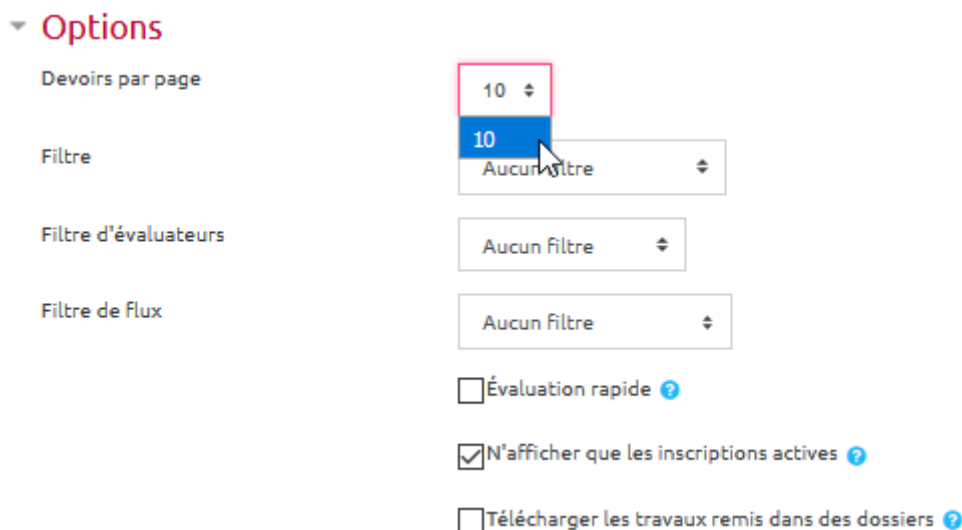 Options
Devoirs par page
10
10
Filtre
Aucun filtre
Filtre d'évaluateurs
Aucun filtre
Filtre de flux
Aucun filtre
Évaluation rapide ?
N'afficher que les inscriptions actives ?
Télécharger les travaux remis dans des dossiers ?